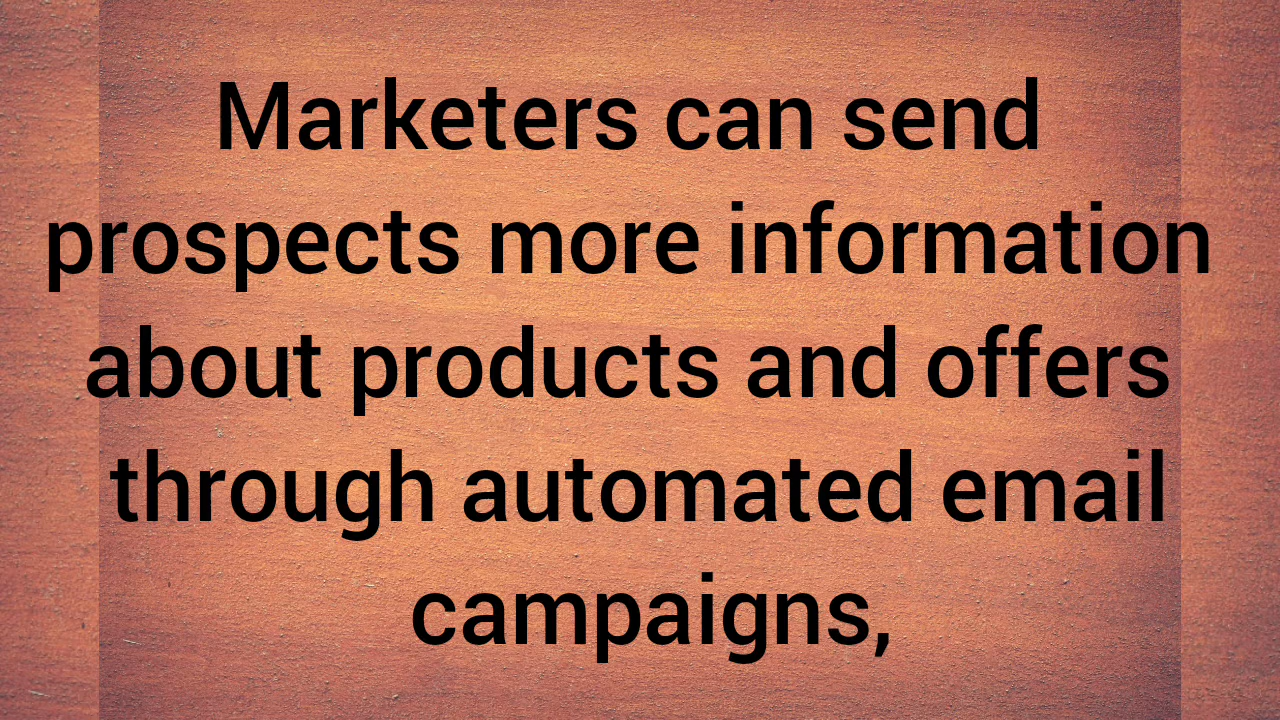 Marketers can send
prospects more information
about products and offers
through automated email
campaigns,